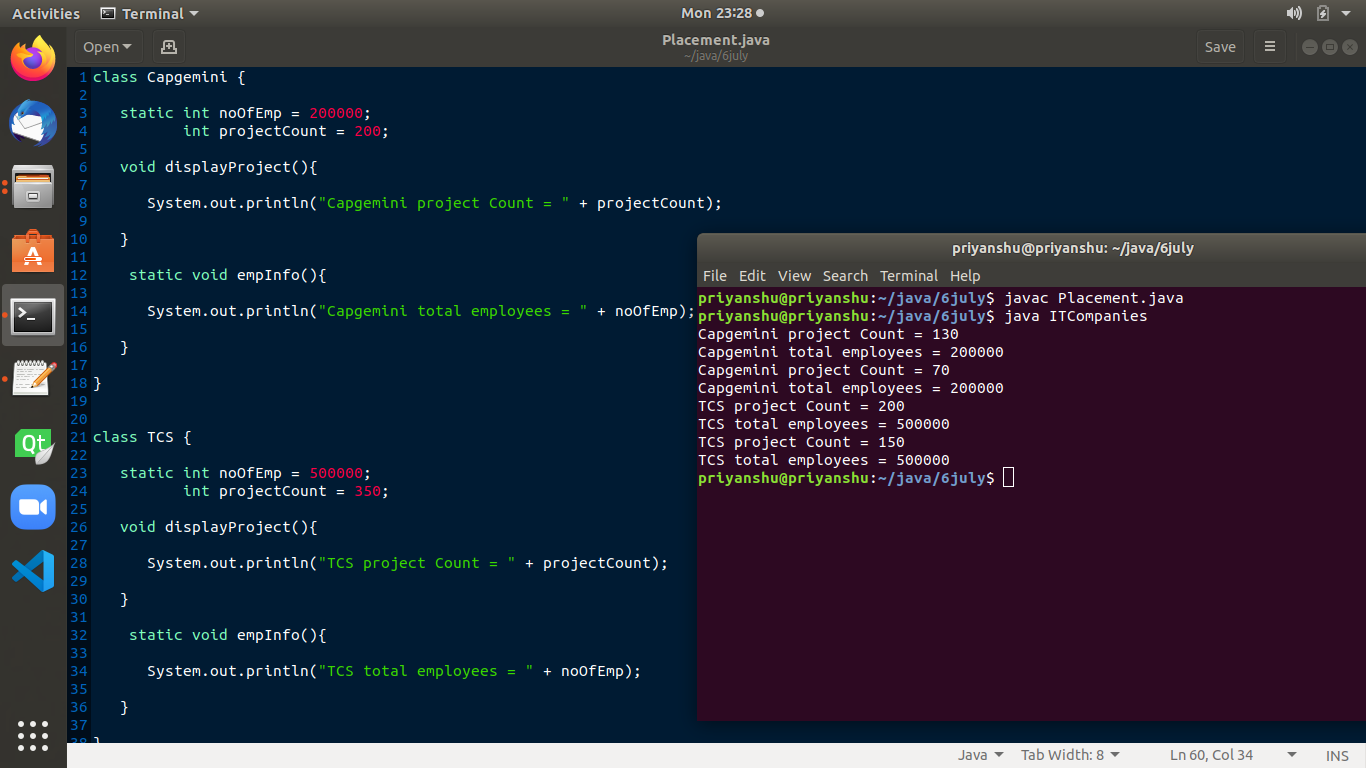 Activities Terminal Mon 23:28
Open Placement.java Save
~/java/6july
1 class Capgemini {
2
3 static int noOfEmp = 200000;
4 int projectCount = 200;
5
6 void displayProject(){
7
8 System.out.println("Capgemini project Count = " + projectCount);
9
10 }
11
12 static void empInfo(){
13
14 System.out.println("Capgemini total employees = " + noOfEmp);
15
16 }
17
18 }
19
20
21 class TCS {
22
23 static int noOfEmp = 500000;
24 int projectCount = 350;
25
26 void displayProject(){
27
28 System.out.println("TCS project Count = " + projectCount);
29
30 }
31
32 static void empInfo(){
33
34 System.out.println("TCS total employees = " + noOfEmp);
35
36 }
37
38 }
priyanshu@priyanshu: ~/java/6july
File Edit View Search Terminal Help
priyanshu@priyanshu:~/java/6july$ javac Placement.java
priyanshu@priyanshu:~/java/6july$ java ITCompanies
Capgemini project Count = 130
Capgemini total employees = 200000
Capgemini project Count = 70
Capgemini total employees = 200000
TCS project Count = 200
TCS total employees = 500000
TCS project Count = 150
TCS total employees = 500000
priyanshu@priyanshu:~/java/6july$
Qt
Java Tab Width: 8 Ln 60, Col 34 INS